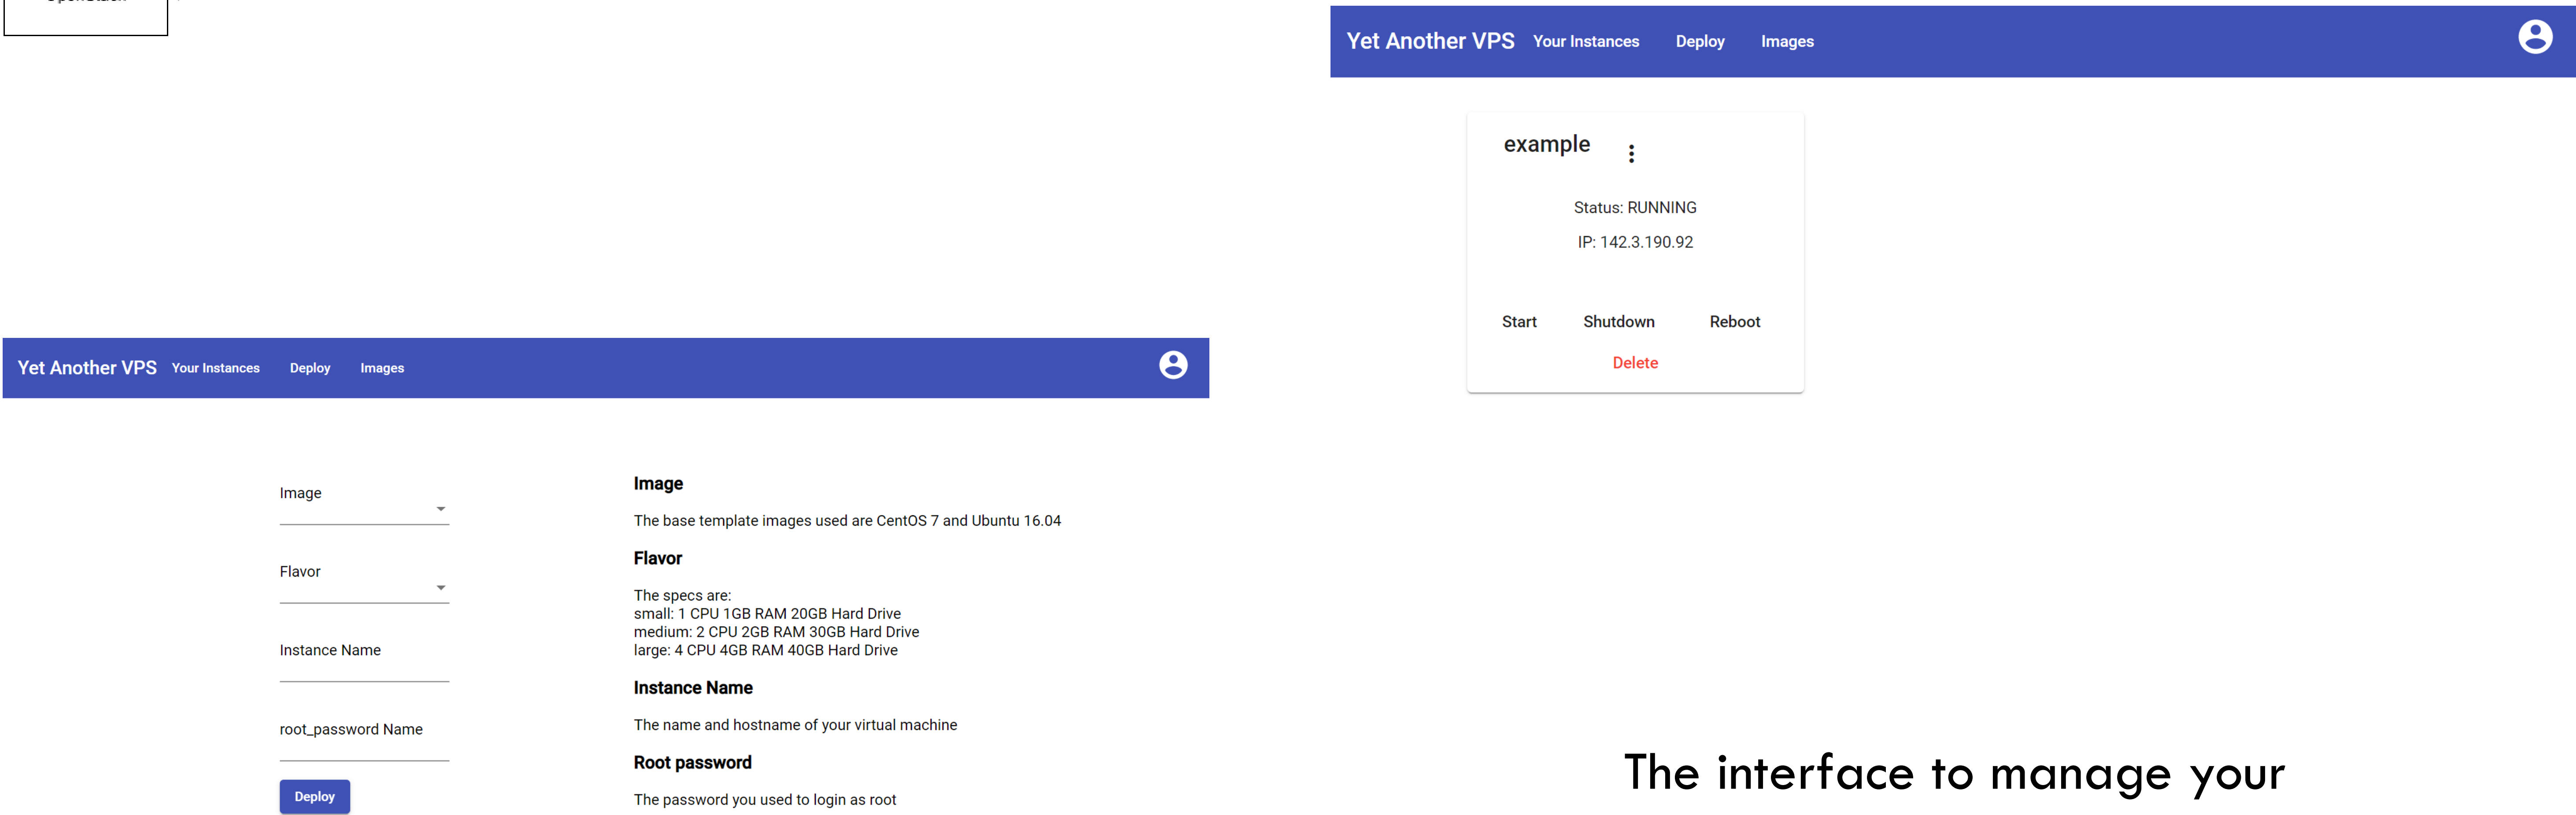 Yet Another VPS Your Instances Deploy Images
Image
Flavor
Instance Name
root_password Name
Deploy
Image
The base template images used are CentOS 7 and Ubuntu 16.04
Flavor
The specs are:
small: 1 CPU 1GB RAM 20GB Hard Drive
medium: 2 CPU 2GB RAM 30GB Hard Drive
large: 4 CPU 4GB RAM 40GB Hard Drive
Instance Name
The name and hostname of your virtual machine
Root password
The password you used to login as root
Yet Another VPS Your Instances Deploy Images
example
Status: RUNNING
IP: 142.3.190.92
Start Shutdown Reboot
Delete
The interface to manage your